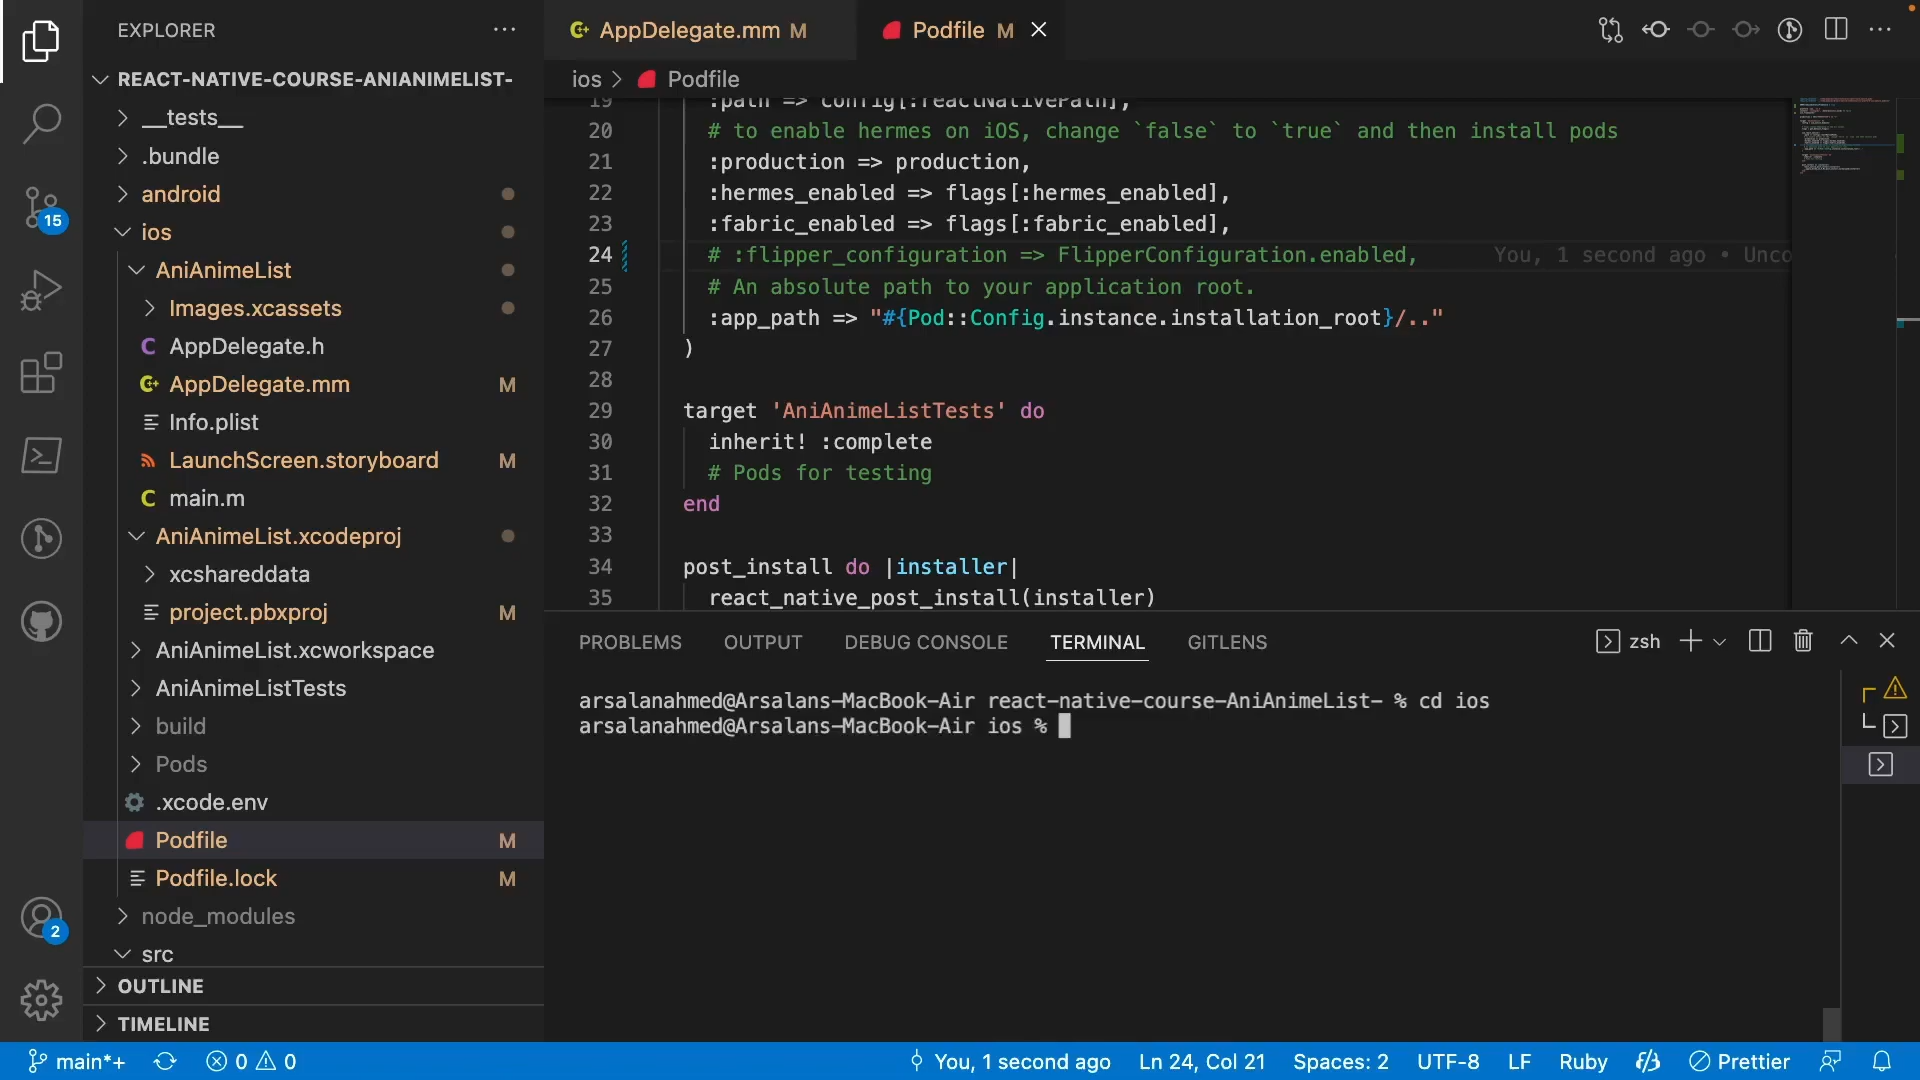 EXPLORER
REACT-NATIVE-COURSE-ANIANIMELIST-
__tests__
.bundle
android
15
ios
AniAnimeList
Images.xcassets
C AppDelegate.h
AppDelegate.mm M
Info.plist
LaunchScreen.storyboard M
C main.m
AniAnimeList.xcodeproj
xcshareddata
project.pbxproj M
AniAnimeList.xcworkspace
AniAnimeListTests
build
Pods
.xcode.env
Podfile M
Podfile.lock M
node_modules
2
src
OUTLINE
TIMELINE
AppDelegate.mm M
Podfile M
ios > Podfile
19 :path => config[:reactNativePath],
20 # to enable hermes on iOS, change `false` to `true` and then install pods
21 :production => production,
22 :hermes_enabled => flags[:hermes_enabled],
23 :fabric_enabled => flags[:fabric_enabled],
24 # :flipper_configuration => FlipperConfiguration.enabled, You, 1 second ago • Unco
25 # An absolute path to your application root.
26 :app_path => "#{Pod::Config.instance.installation_root}/.."
27 )
28
29 target 'AniAnimeListTests' do
30 inherit! :complete
31 # Pods for testing
32 end
33
34 post_install do |installer|
35 react_native_post_install(installer)
PROBLEMS OUTPUT DEBUG CONSOLE TERMINAL GITLENS
zsh
arsalanahmed@Arsalans-MacBook-Air react-native-course-AniAnimeList- % cd ios
arsalanahmed@Arsalans-MacBook-Air ios %
main*+ 0 0 You, 1 second ago Ln 24, Col 21 Spaces: 2 UTF-8 LF Ruby Prettier